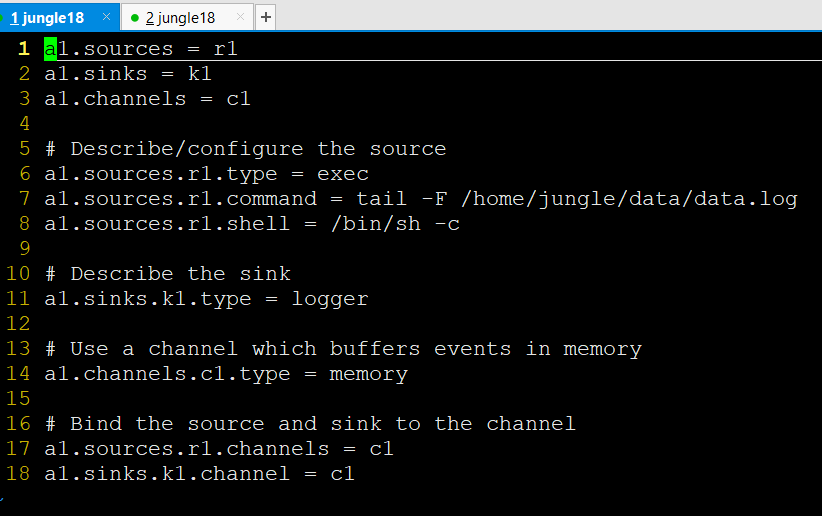 1 jungle18 × 2 jungle18 × +
1 a1.sources = r1
2 a1.sinks = k1
3 a1.channels = c1
4
5 # Describe/configure the source
6 a1.sources.r1.type = exec
7 a1.sources.r1.command = tail -F /home/jungle/data/data.log
8 a1.sources.r1.shell = /bin/sh -c
9
10 # Describe the sink
11 a1.sinks.k1.type = logger
12
13 # Use a channel which buffers events in memory
14 a1.channels.c1.type = memory
15
16 # Bind the source and sink to the channel
17 a1.sources.r1.channels = c1
18 a1.sinks.k1.channel = c1